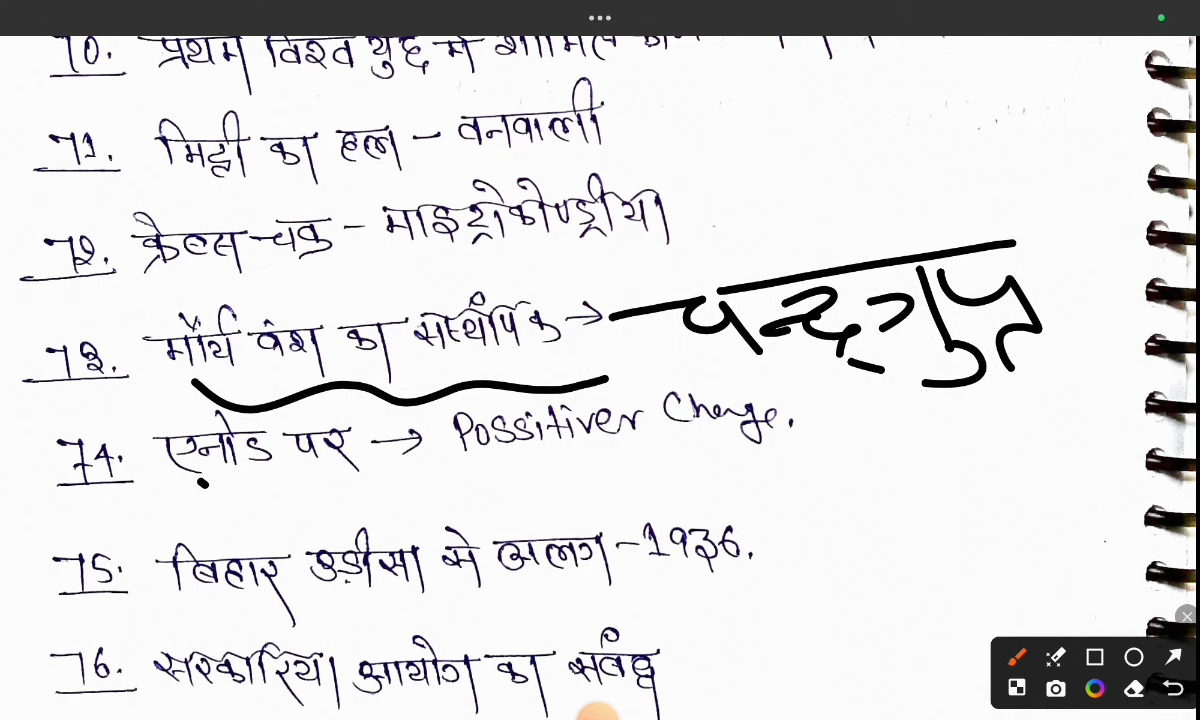 70. प्रथम विश्व युद्ध में शामिल
71. मिट्टी का हल - वनवाली
72. क्रेब्स चक्र - माइट्रोकोण्ड्रीया
73. मौर्य वंश का संस्थापिक → चन्द्रगुप्त
74. एनोड पर → Possitiver Charge.
75. बिहार उड़ीसा से अलग - 1936.
76. सरकारिया आयोग का संबंध